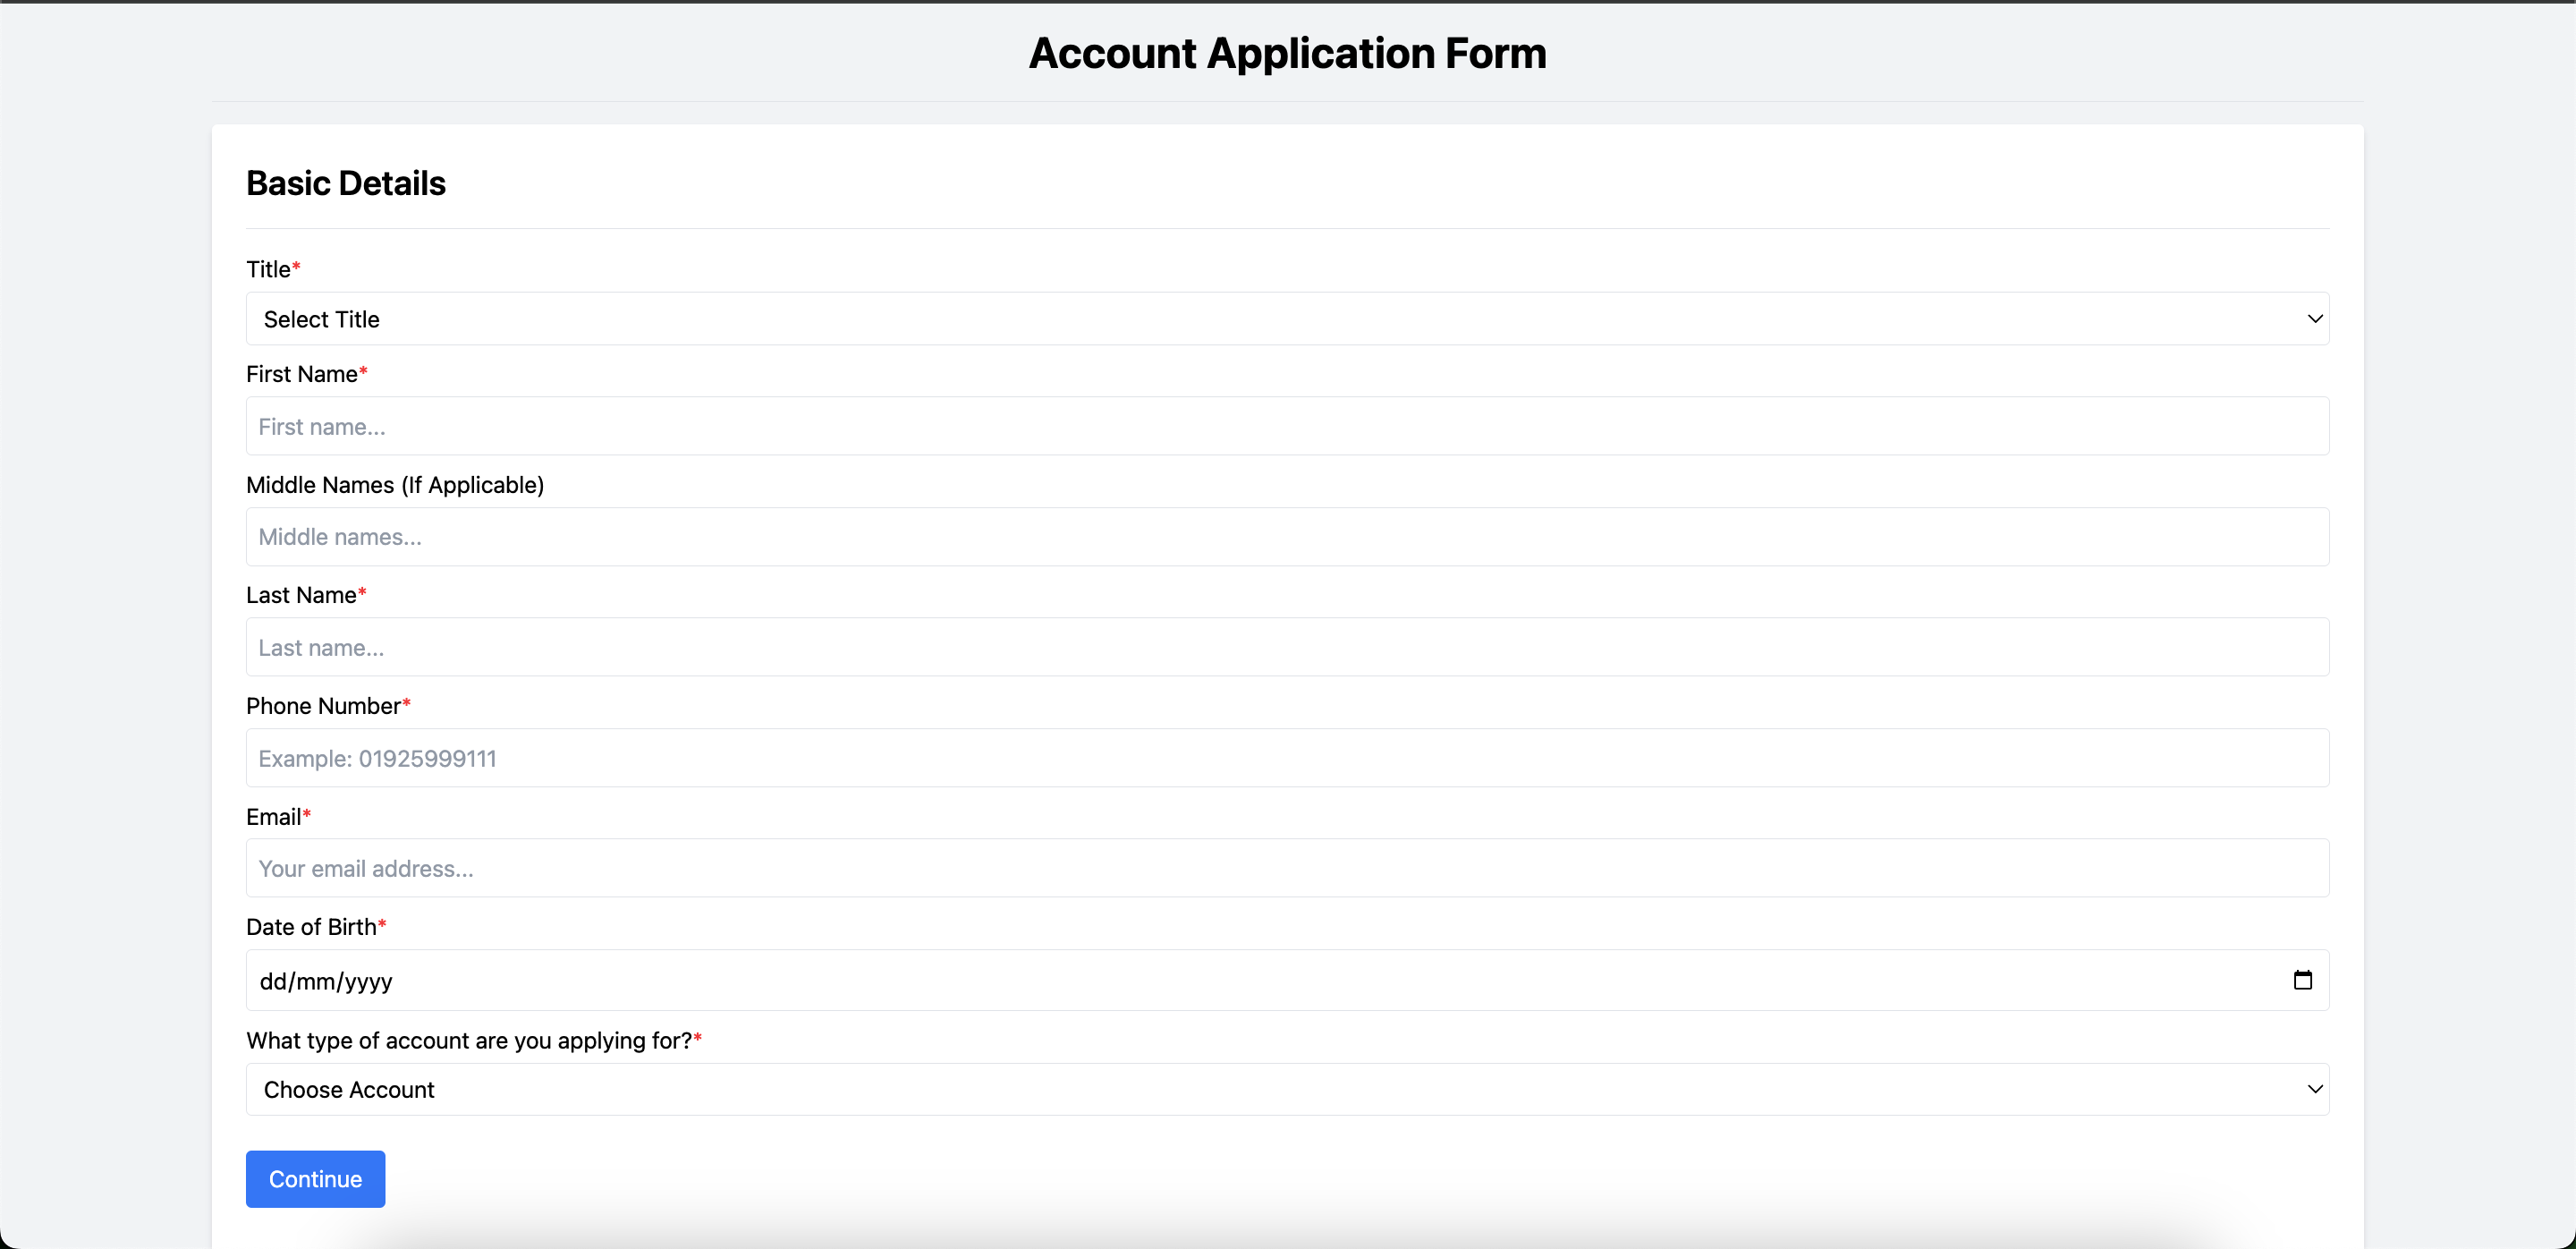 Account Application Form
Basic Details
Title*
Select Title
First Name*
First name...
Middle Names (If Applicable)
Middle names...
Last Name*
Last name...
Phone Number*
Example: 01925999111
Email*
Your email address...
Date of Birth*
dd/mm/yyyy
What type of account are you applying for?*
Choose Account
Continue